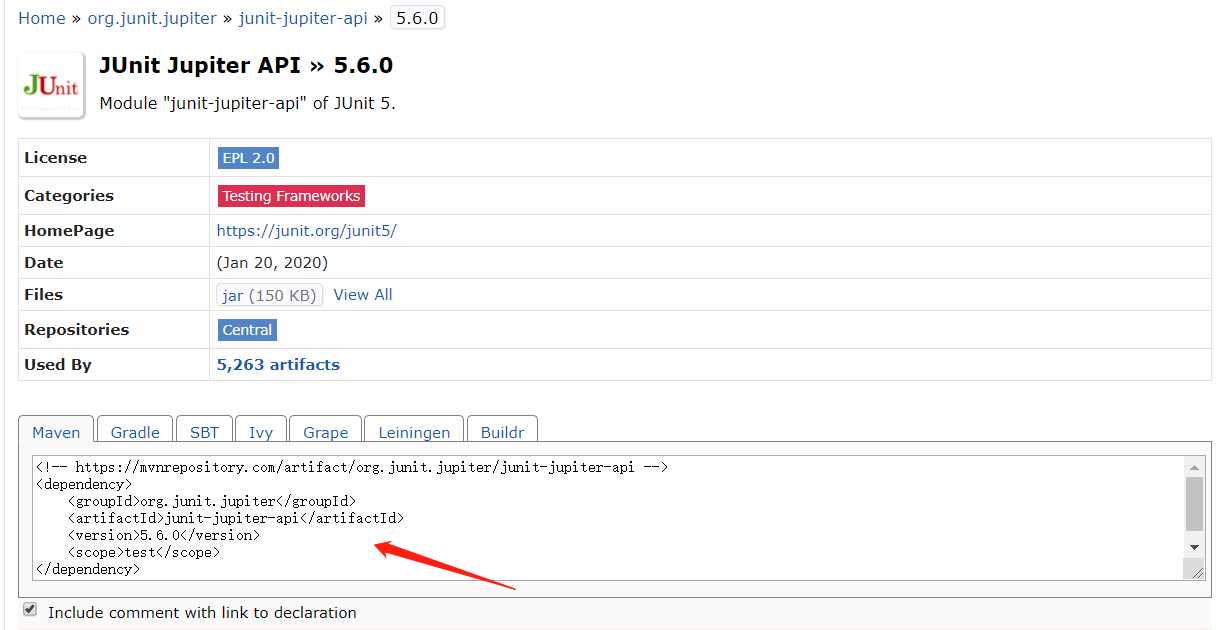 Home » org.junit.jupiter » junit-jupiter-api » 5.6.0
JUnit
JUnit Jupiter API » 5.6.0
Module "junit-jupiter-api" of JUnit 5.
License EPL 2.0
Categories Testing Frameworks
HomePage https://junit.org/junit5/
Date (Jan 20, 2020)
Files jar (150 KB) View All
Repositories Central
Used By 5,263 artifacts
Maven Gradle SBT Ivy Grape Leiningen Buildr
<!-- https://mvnrepository.com/artifact/org.junit.jupiter/junit-jupiter-api -->
<dependency>
    <groupId>org.junit.jupiter</groupId>
    <artifactId>junit-jupiter-api</artifactId>
    <version>5.6.0</version>
    <scope>test</scope>
</dependency>
Include comment with link to declaration